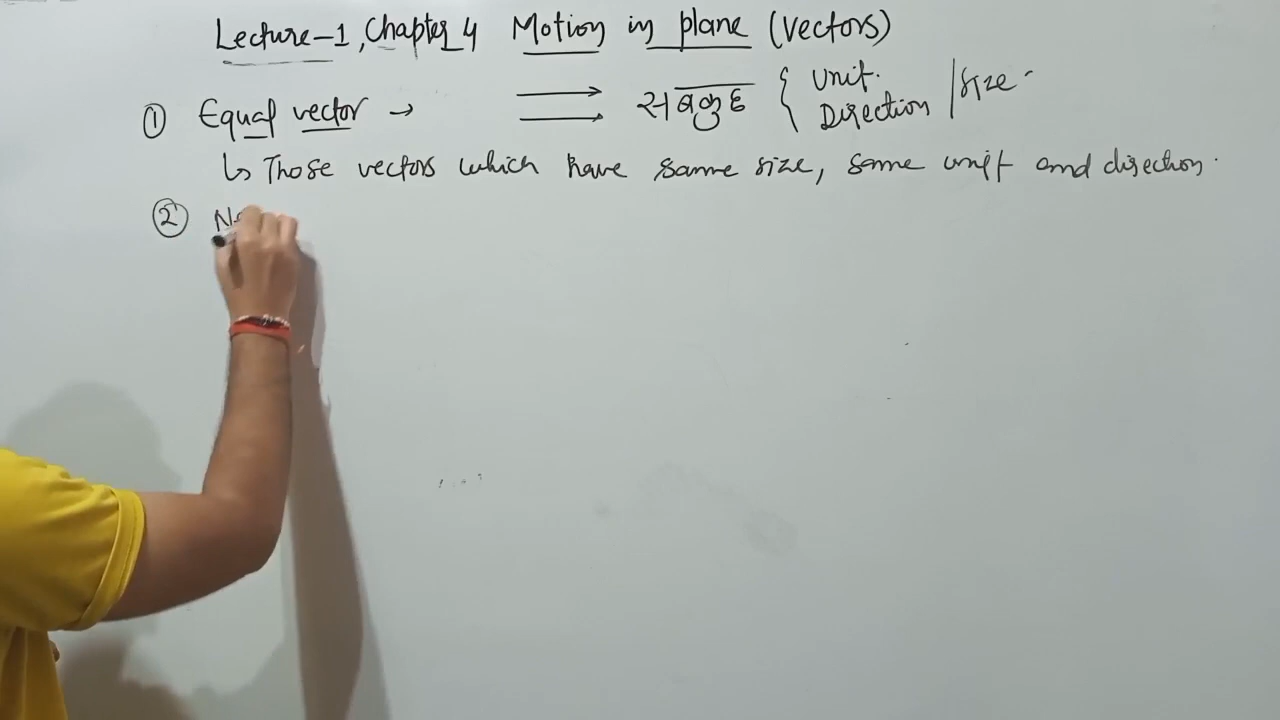 Lecture-1, Chapter 4 Motion in plane (vectors)
① Equal vector → सबकुछ { Unit. Direction / size
↳ Those vectors which have same size, same unit and direction.
②